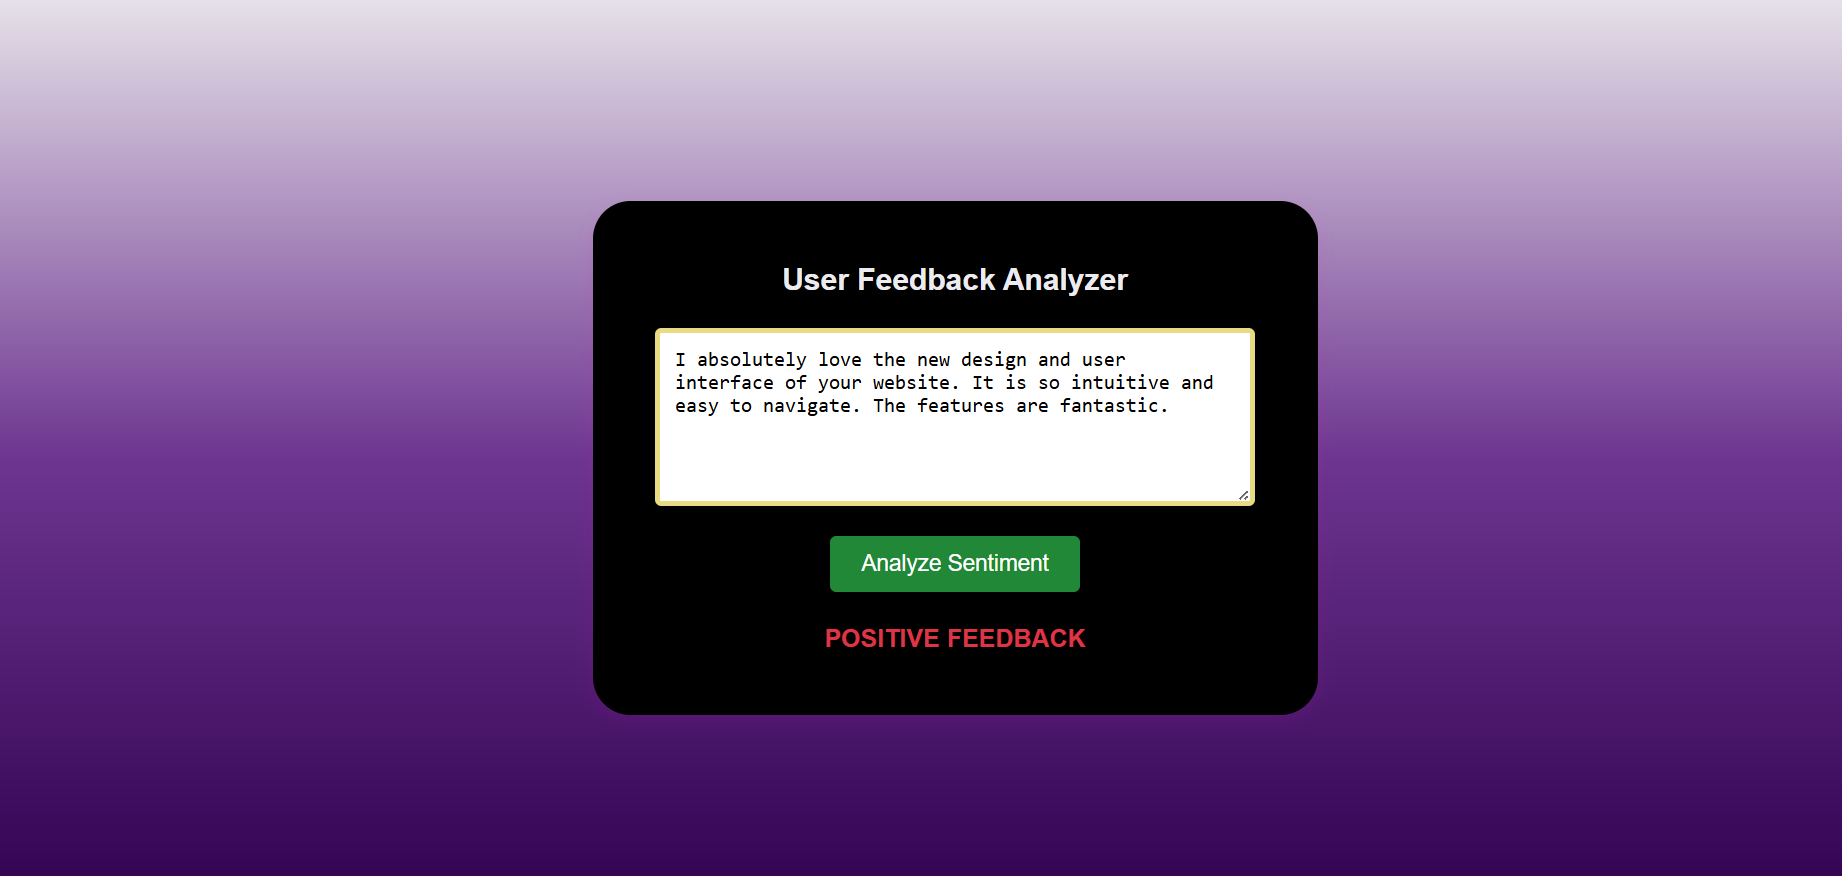 User Feedback Analyzer
I absolutely love the new design and user
interface of your website. It is so intuitive and
easy to navigate. The features are fantastic.
Analyze Sentiment
POSITIVE FEEDBACK